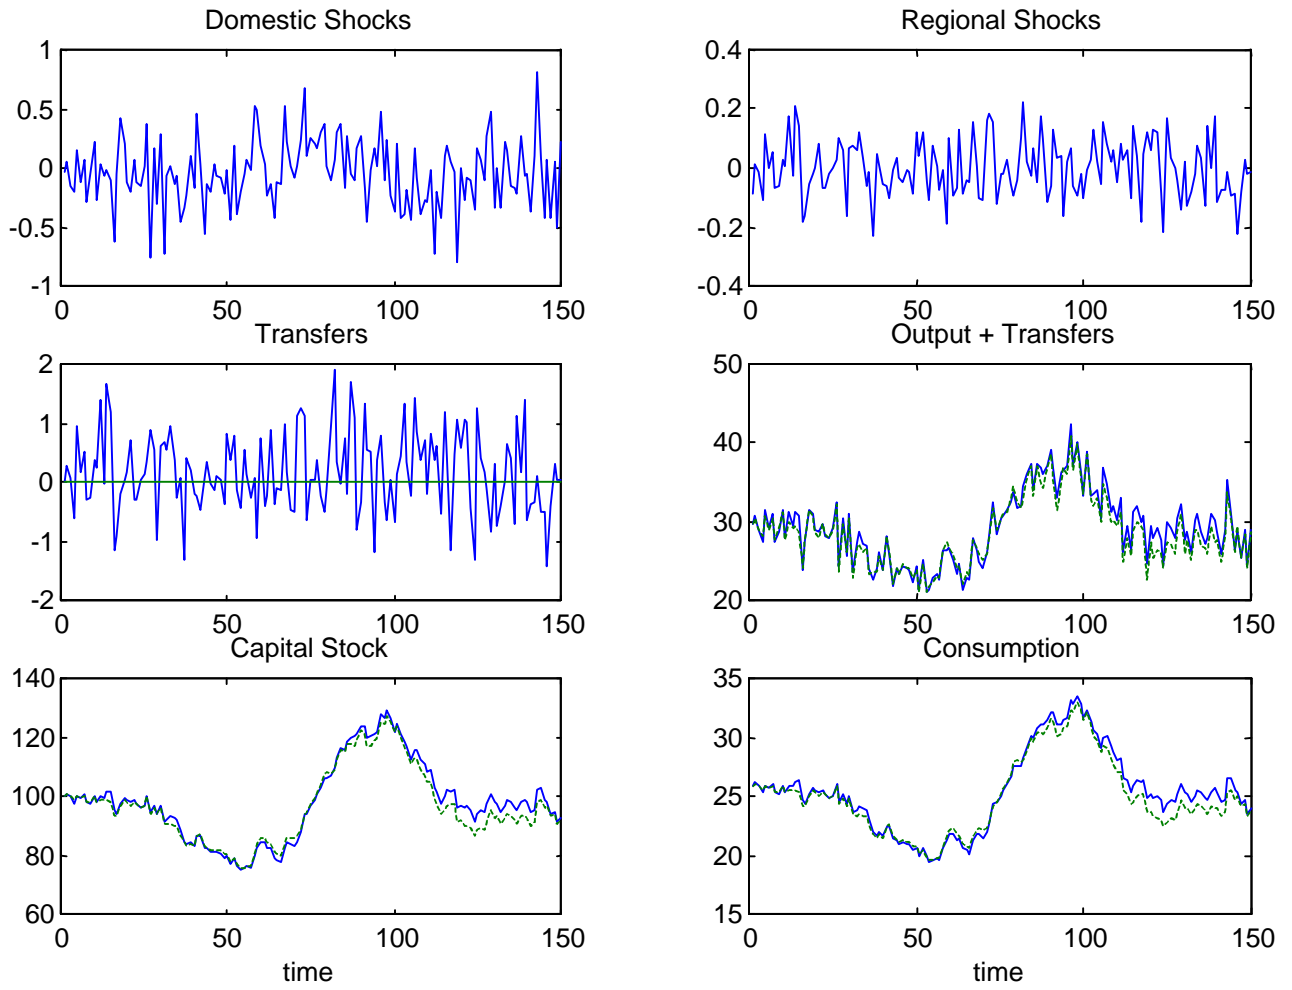 Domestic Shocks
1
0.5
0
-0.5
-1
0 50 100 150
Regional Shocks
0.4
0.2
0
-0.2
-0.4
0 50 100 150
Transfers
2
1
0
-1
-2
0 50 100 150
Output + Transfers
50
40
30
20
0 50 100 150
Capital Stock
140
120
100
80
60
0 50 100 150
time
Consumption
35
30
25
20
15
0 50 100 150
time